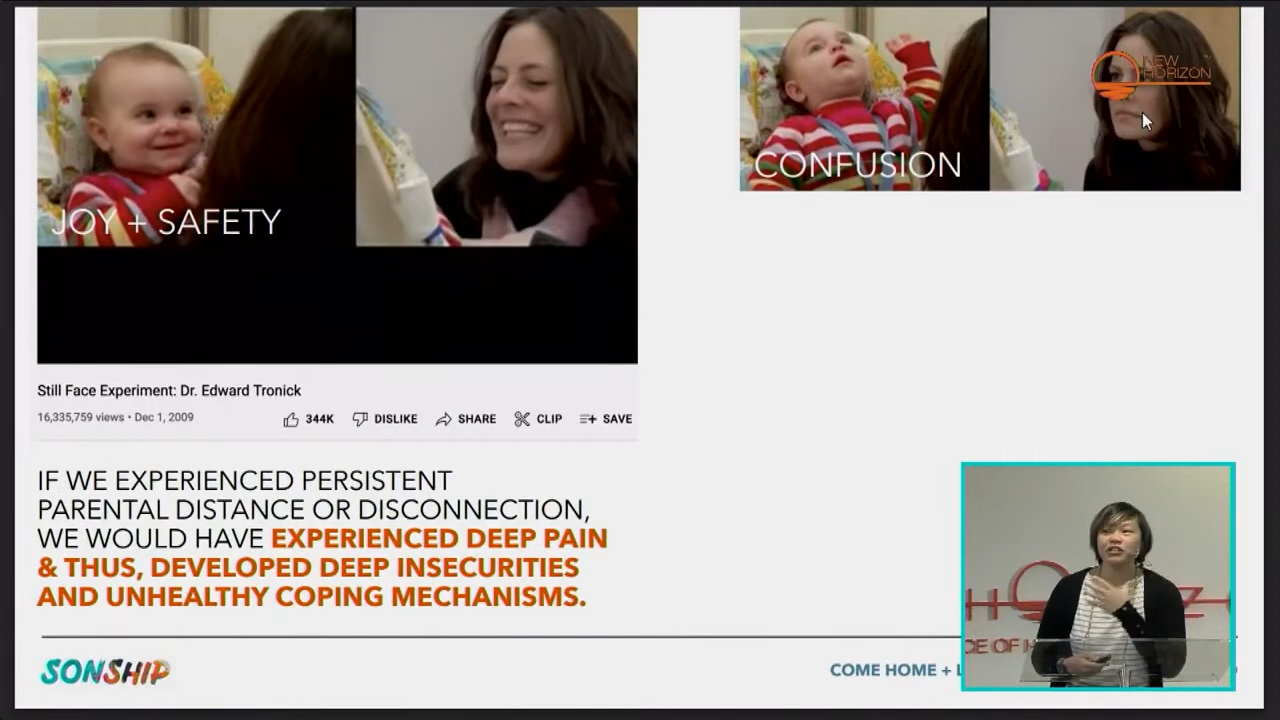 JOY + SAFETY
CONFUSION
NEW
HORIZON
Still Face Experiment: Dr. Edward Tronick
16,335,759 views • Dec 1, 2009
344K
DISLIKE
SHARE
CLIP
SAVE
IF WE EXPERIENCED PERSISTENT
PARENTAL DISTANCE OR DISCONNECTION,
WE WOULD HAVE EXPERIENCED DEEP PAIN
& THUS, DEVELOPED DEEP INSECURITIES
AND UNHEALTHY COPING MECHANISMS.
SONSHIP
COME HOME +